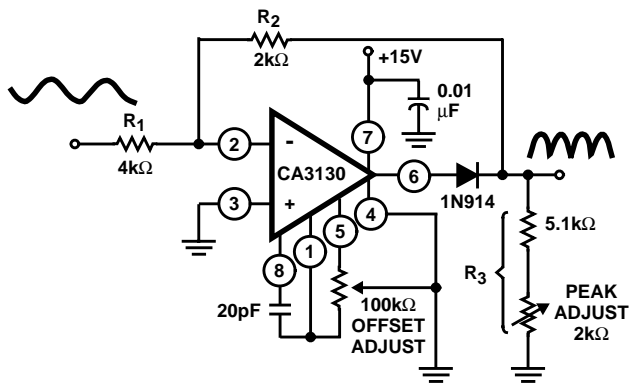 R2
2kΩ
+15V
0.01
μF
R1
4kΩ
2
-
7
CA3130
6
1N914
3
+
4
5
1
8
5.1kΩ
R3
20pF
100kΩ
OFFSET
ADJUST
PEAK
ADJUST
2kΩ